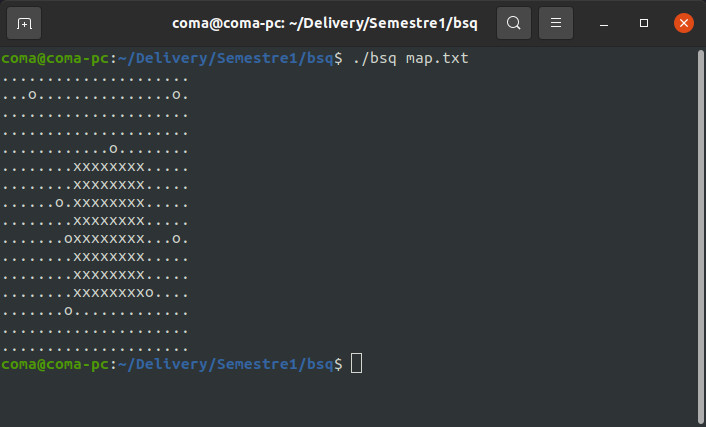 coma@coma-pc: ~/Delivery/Semestre1/bsq
coma@coma-pc:~/Delivery/Semestre1/bsq$ ./bsq map.txt
.....................
...o...............o.
.....................
.....................
............o........
........xxxxxxxx.....
........xxxxxxxx.....
......o.xxxxxxxx.....
........xxxxxxxx.....
.......oxxxxxxxx...o.
........xxxxxxxx.....
........xxxxxxxx.....
........xxxxxxxxo....
.......o.............
.....................
.....................
coma@coma-pc:~/Delivery/Semestre1/bsq$